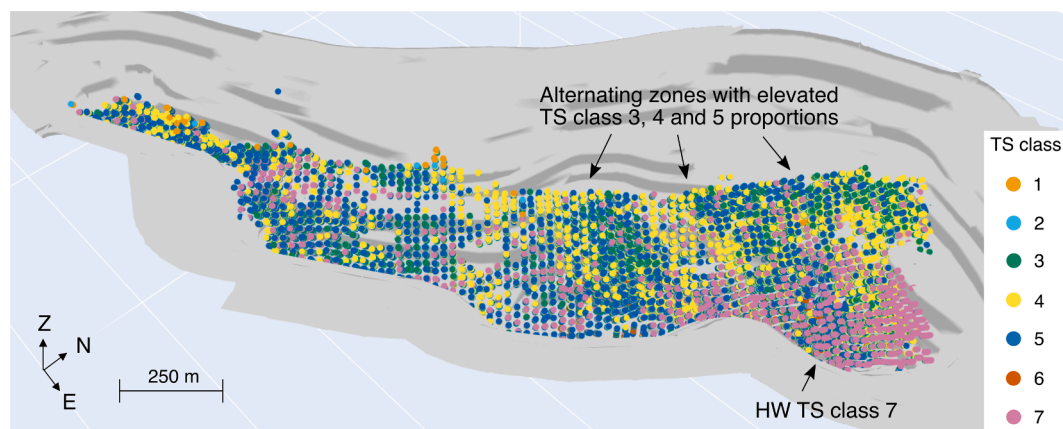 Alternating zones with elevated
TS class 3, 4 and 5 proportions
TS class
1
2
3
4
5
6
7
Z
N
E
250 m
HW TS class 7